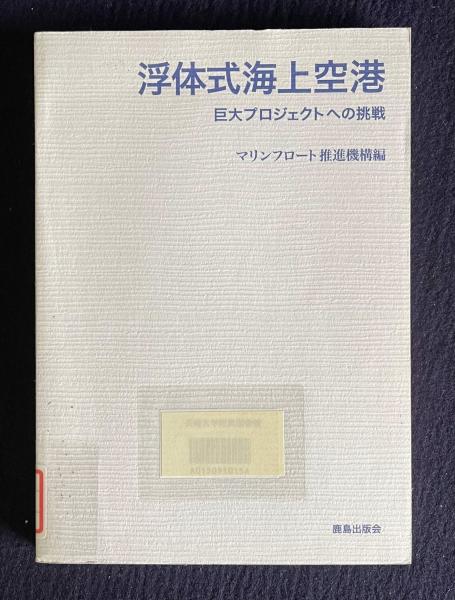 浮体式海上空港
巨大プロジェクトへの挑戦
マリンフロート推進機構編
鹿島出版会